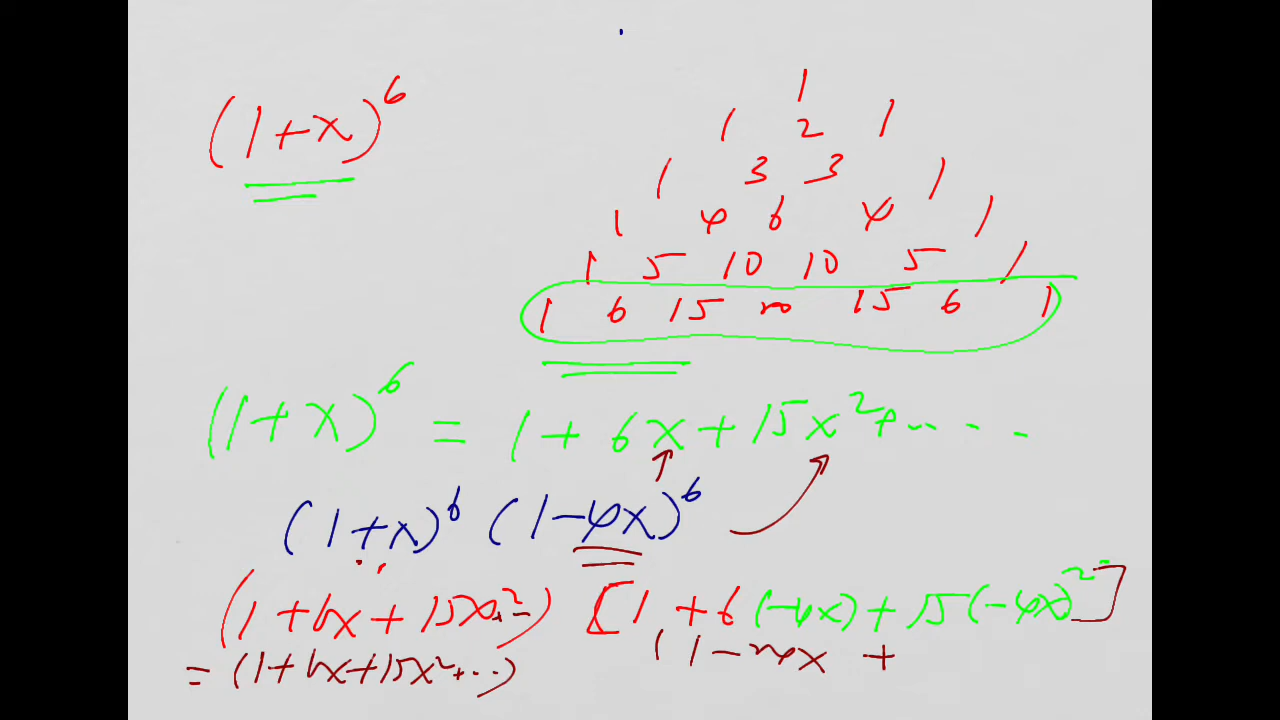 (1+x)^6
1
1 2 1
1 3 3 1
1 4 6 4 1
1 5 10 10 5 1
1 6 15 20 15 6 1
(1+x)^6 = 1 + 6x + 15x^2 + ....
(1+x)^6 (1-4x)^6
(1+6x+15x^2+-) [1+6(-4x)+15(-4x)^2..]
= (1+6x+15x^2+...) (1-24x+